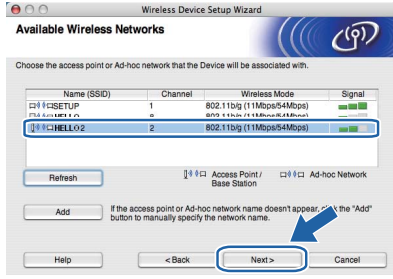 Wireless Device Setup Wizard
Available Wireless Networks
Choose the access point or Ad-hoc network that the Device will be associated with.
Name (SSID) Channel Wireless Mode Signal
SETUP 1 802.11b/g (11Mbps/54Mbps)
HELLO 802.11b/g (11Mbps/54Mbps)
HELLO2 2 802.11b/g (11Mbps/54Mbps)
Refresh Access Point / Base Station Ad-hoc Network
Add If the access point or Ad-hoc network name doesn't appear, the "Add"
button to manually specify the network name.
Help < Back Next > Cancel